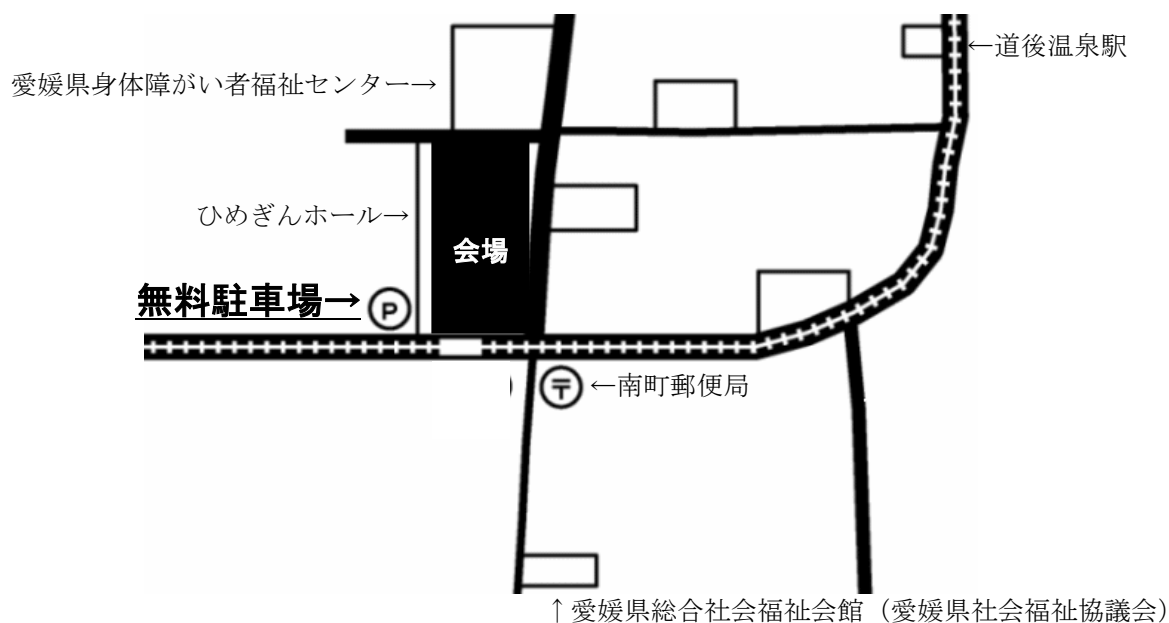 ←道後温泉駅
愛媛県身体障がい者福祉センター→
ひめぎんホール→
会場
無料駐車場→
P
〒
←南町郵便局
↑愛媛県総合社会福祉会館（愛媛県社会福祉協議会）